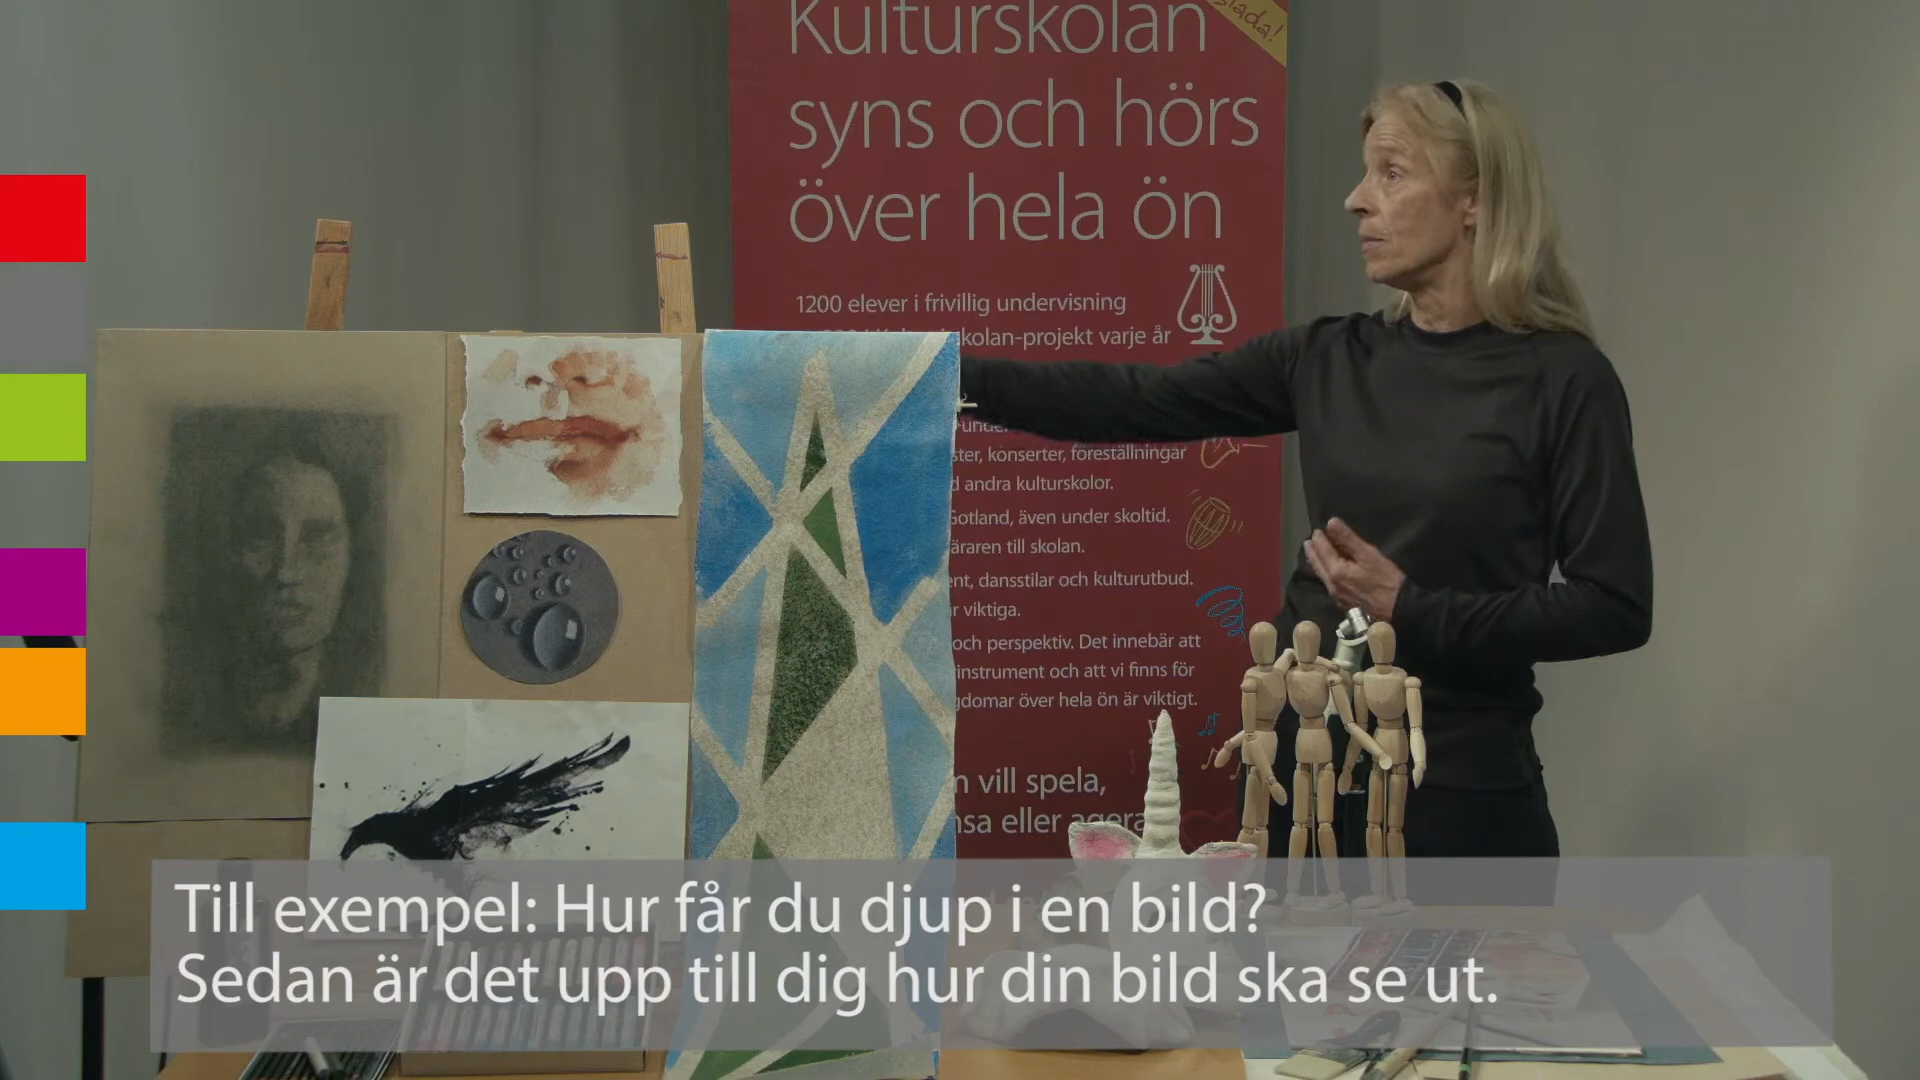 slada!
Kulturskolan
syns och hörs
över hela ön
1200 elever i frivillig undervisning
kolan-projekt varje år
under
ster, konserter, föreställningar
d andra kulturskolor.
Gotland, även under skoltid.
äraren till skolan.
ent, dansstilar och kulturutbud.
r viktiga.
och perspektiv. Det innebär att
instrument och att vi finns för
gdomar över hela ön är viktigt.
m vill spela,
nsa eller agera
Till exempel: Hur får du djup i en bild?
Sedan är det upp till dig hur din bild ska se ut.